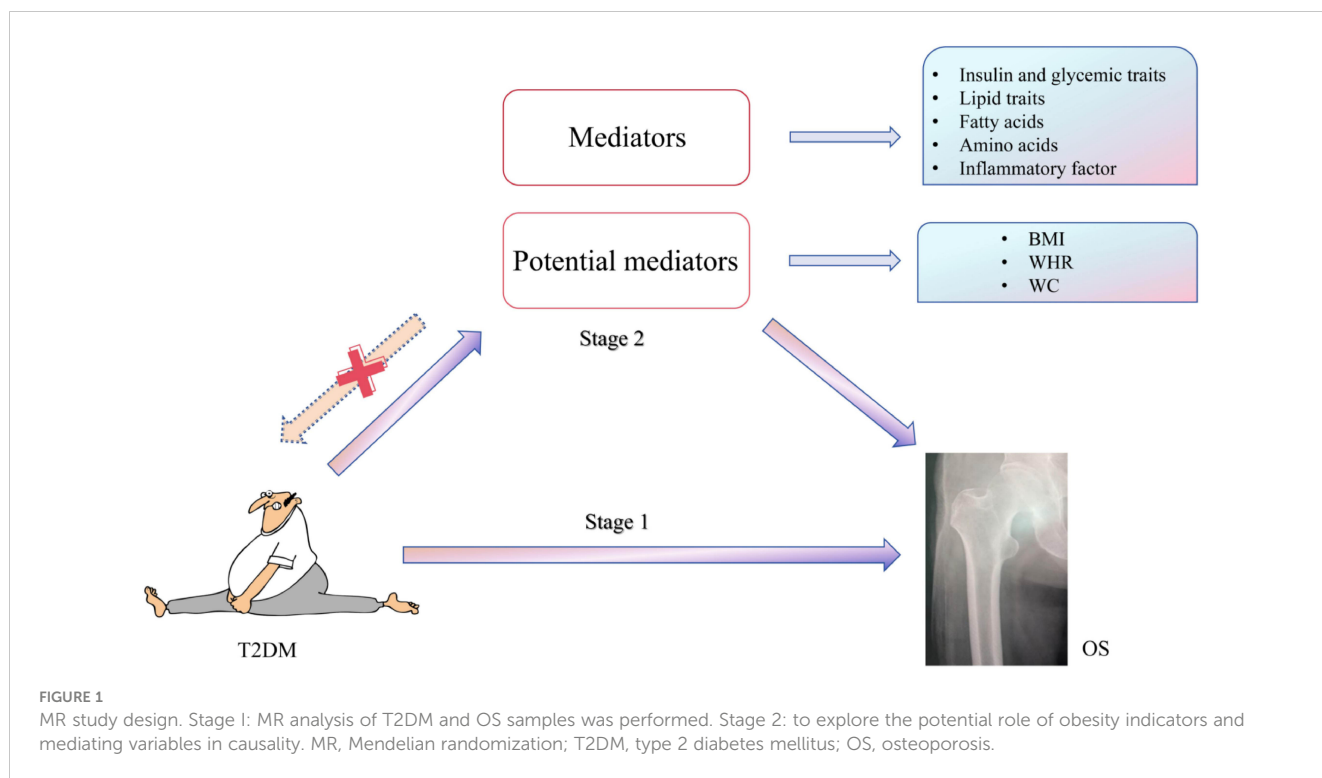 Mediators
• Insulin and glycemic traits
• Lipid traits
• Fatty acids
• Amino acids
• Inflammatory factor
Potential mediators
• BMI
• WHR
• WC
Stage 2
Stage 1
T2DM
OS
FIGURE 1
MR study design. Stage I: MR analysis of T2DM and OS samples was performed. Stage 2: to explore the potential role of obesity indicators and
mediating variables in causality. MR, Mendelian randomization; T2DM, type 2 diabetes mellitus; OS, osteoporosis.